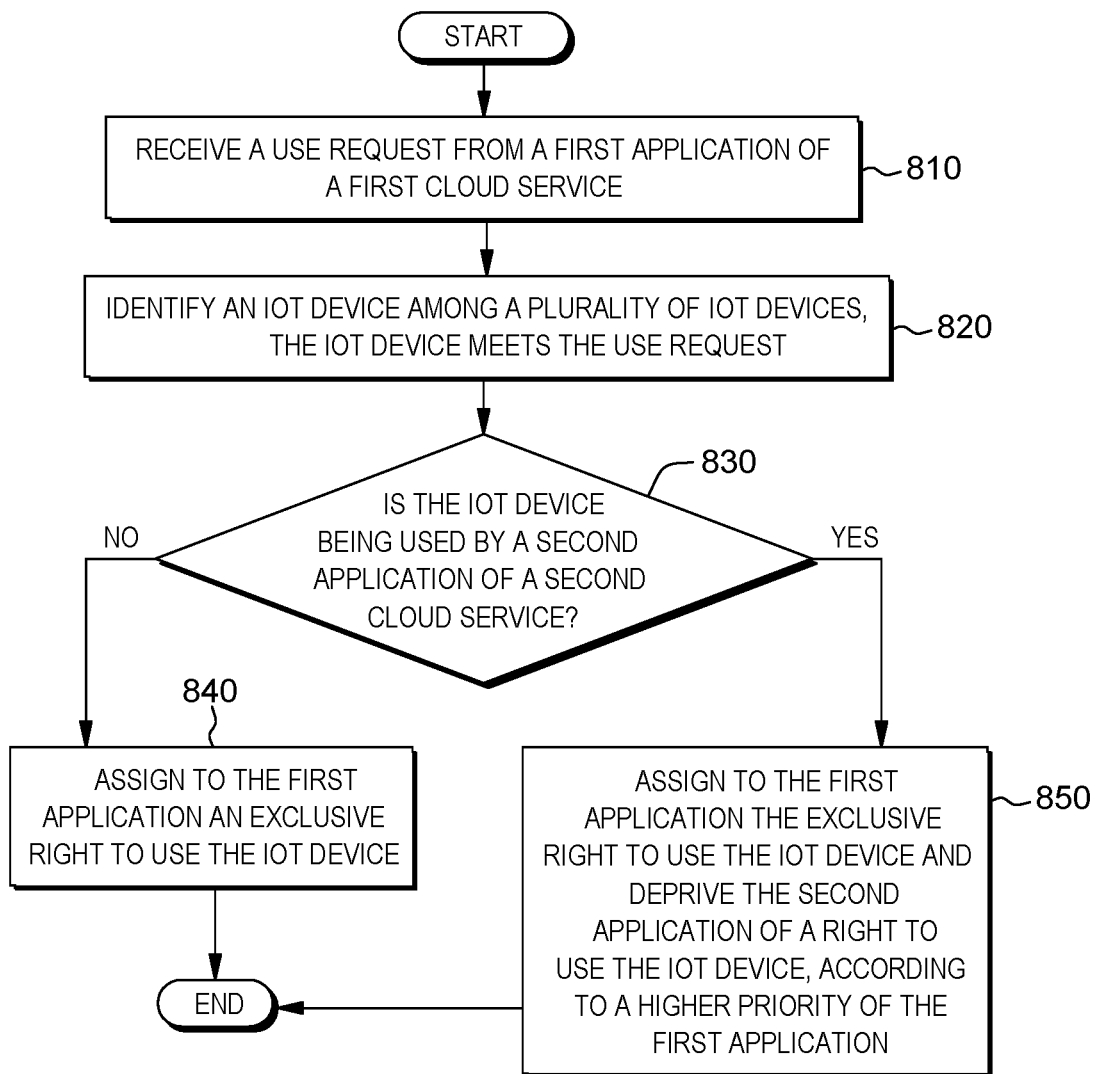 START
RECEIVE A USE REQUEST FROM A FIRST APPLICATION OF
A FIRST CLOUD SERVICE
810
IDENTIFY AN IOT DEVICE AMONG A PLURALITY OF IOT DEVICES,
THE IOT DEVICE MEETS THE USE REQUEST
820
830
IS THE IOT DEVICE
BEING USED BY A SECOND
APPLICATION OF A SECOND
CLOUD SERVICE?
NO
YES
840
ASSIGN TO THE FIRST
APPLICATION AN EXCLUSIVE
RIGHT TO USE THE IOT DEVICE
850
ASSIGN TO THE FIRST
APPLICATION THE EXCLUSIVE
RIGHT TO USE THE IOT DEVICE AND
DEPRIVE THE SECOND
APPLICATION OF A RIGHT TO
USE THE IOT DEVICE, ACCORDING
TO A HIGHER PRIORITY OF THE
FIRST APPLICATION
END